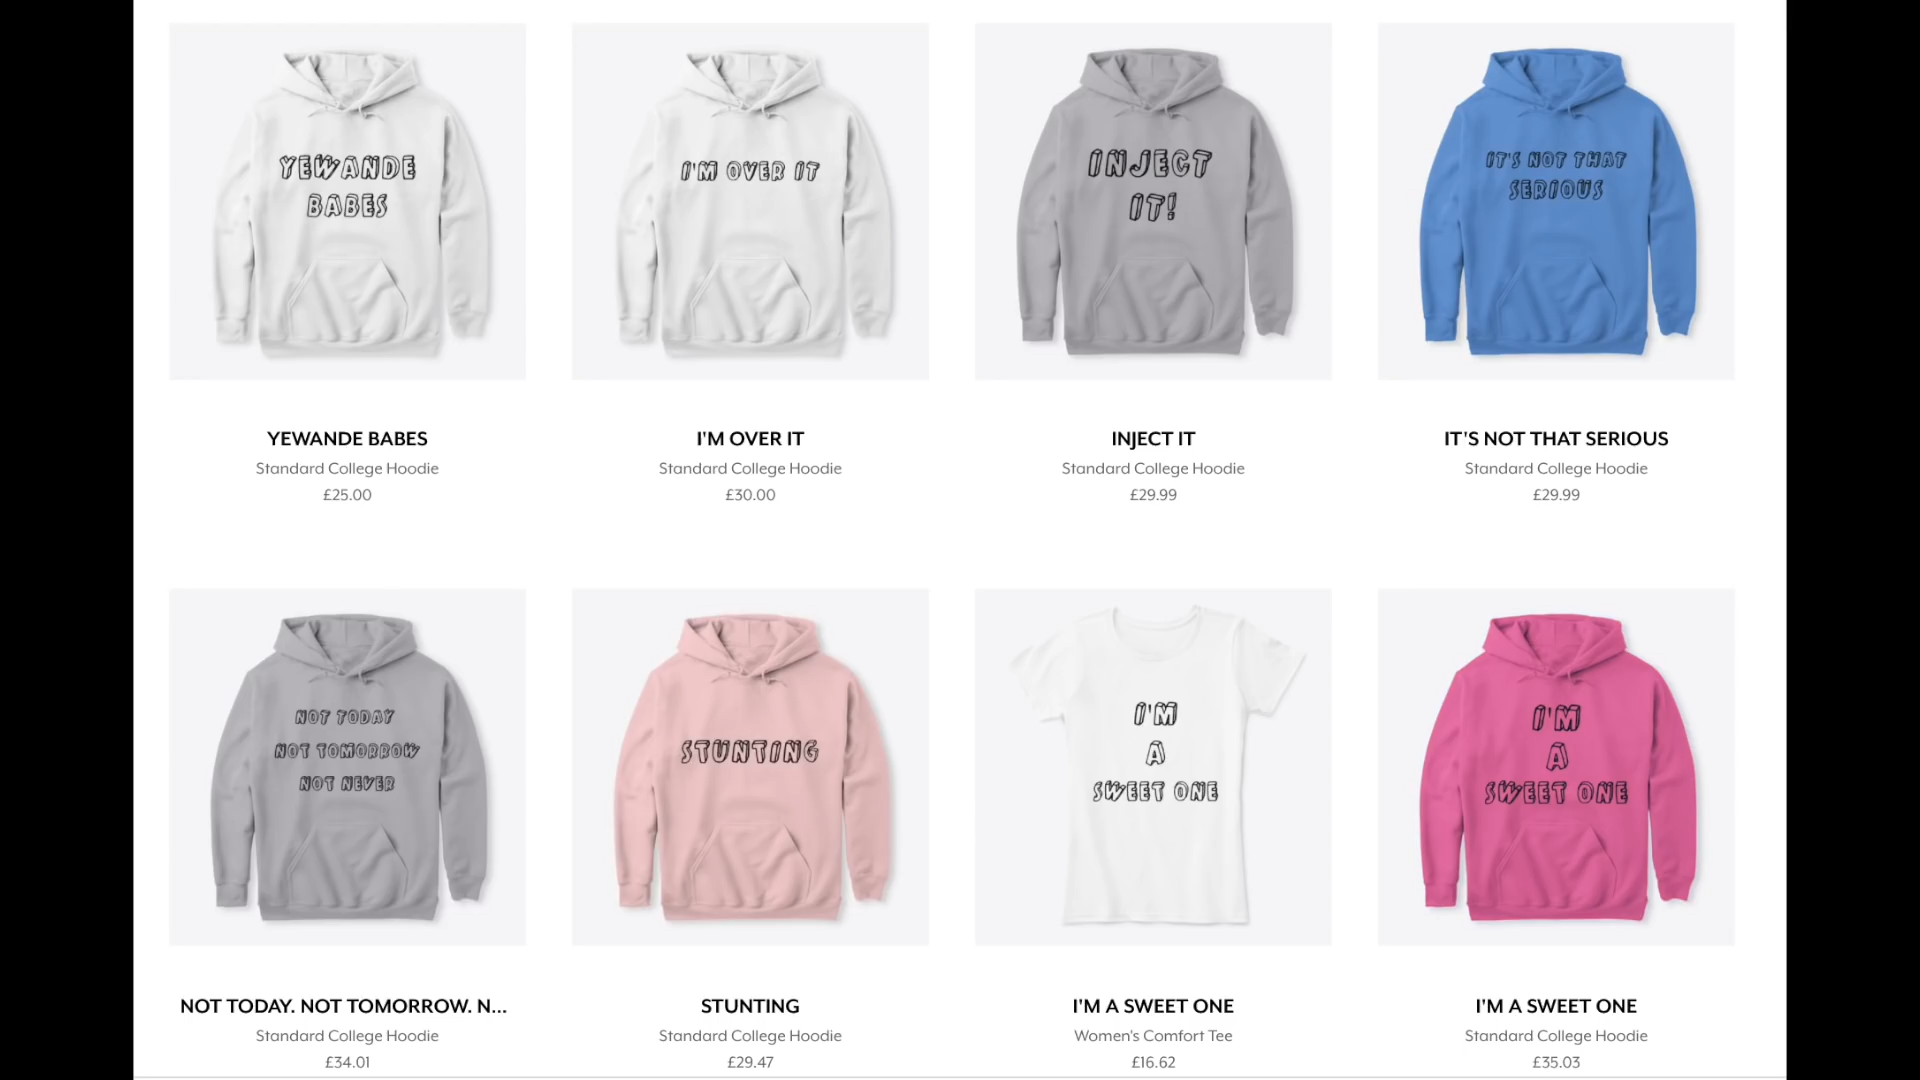 YEWANDE
BABES
I'M OVER IT
INJECT
IT!
IT'S NOT THAT
SERIOUS
YEWANDE BABES
Standard College Hoodie
£25.00
I'M OVER IT
Standard College Hoodie
£30.00
INJECT IT
Standard College Hoodie
£29.99
IT'S NOT THAT SERIOUS
Standard College Hoodie
£29.99
NOT TODAY
NOT TOMORROW
NOT NEVER
STUNTING
I'M
A
SWEET ONE
I'M
A
SWEET ONE
NOT TODAY. NOT TOMORROW. N...
Standard College Hoodie
£34.01
STUNTING
Standard College Hoodie
£29.47
I'M A SWEET ONE
Women's Comfort Tee
£16.62
I'M A SWEET ONE
Standard College Hoodie
£35.03